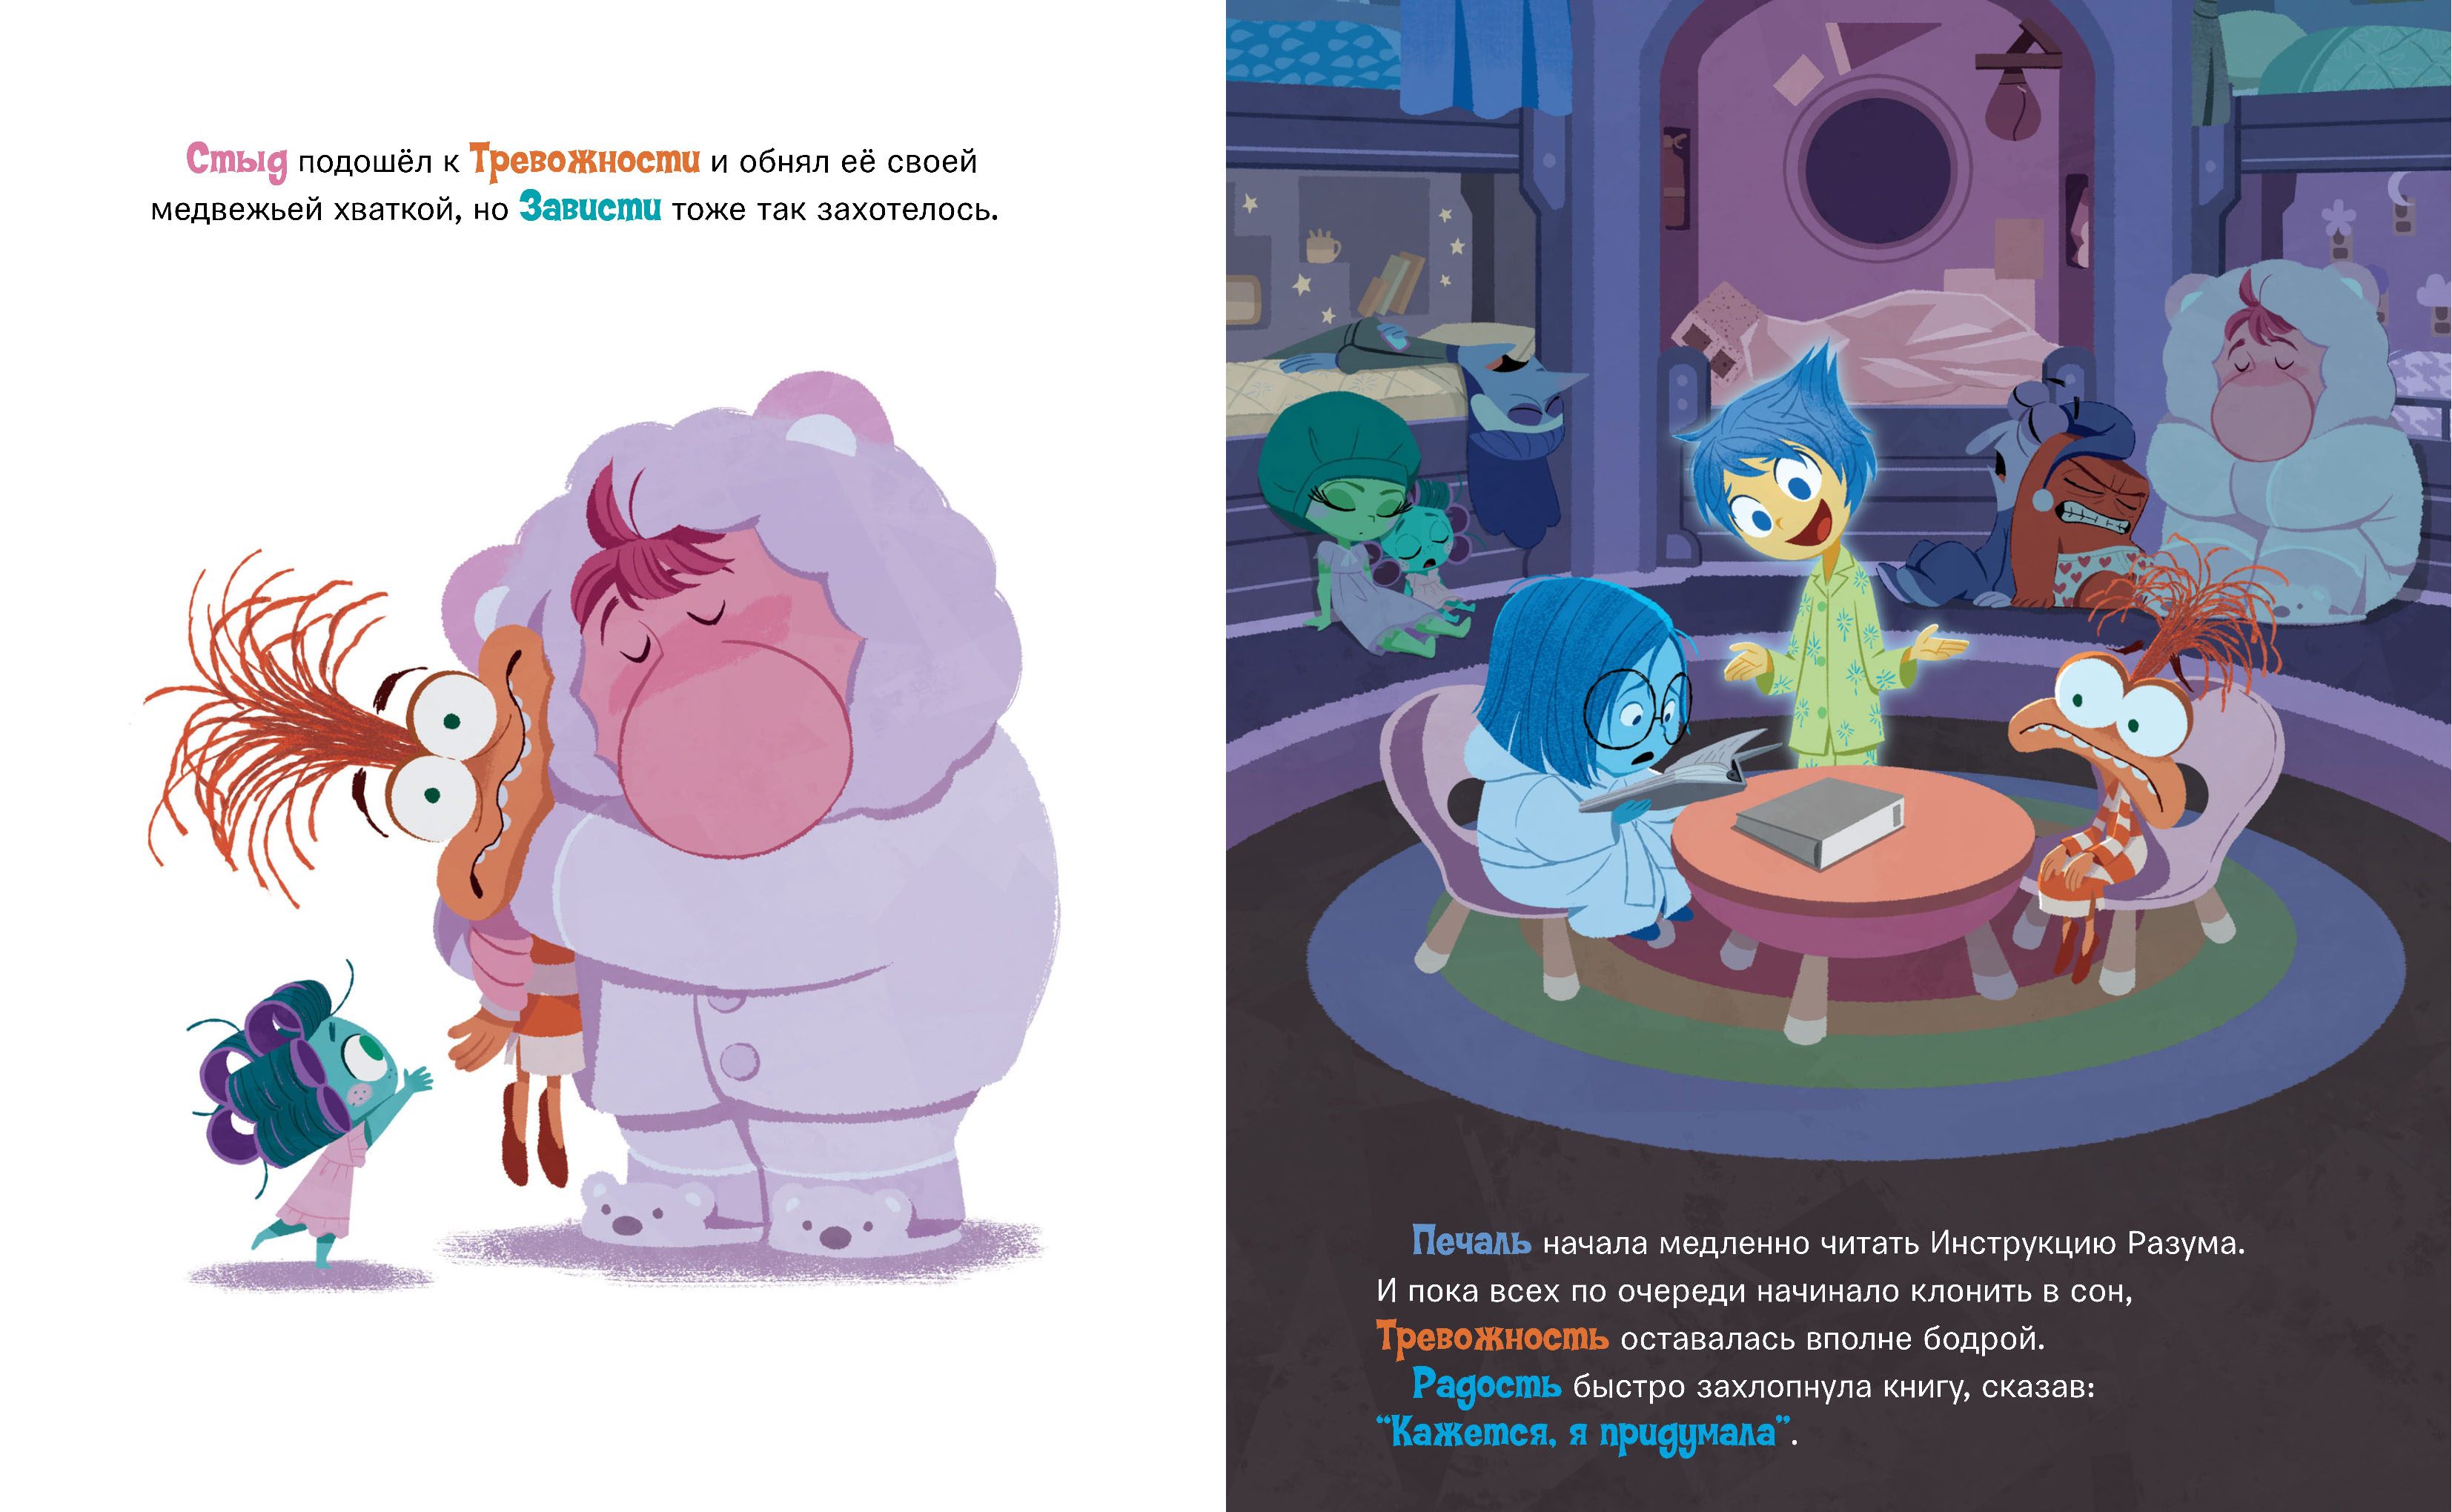 Стыд подошёл к Тревожности и обнял её своей
медвежьей хваткой, но Зависти тоже так захотелось.
Печаль начала медленно читать Инструкцию Разума.
И пока всех по очереди начинало клонить в сон,
Тревожность оставалась вполне бодрой.
Радость быстро захлопнула книгу, сказав:
“Кажется, я придумала”.